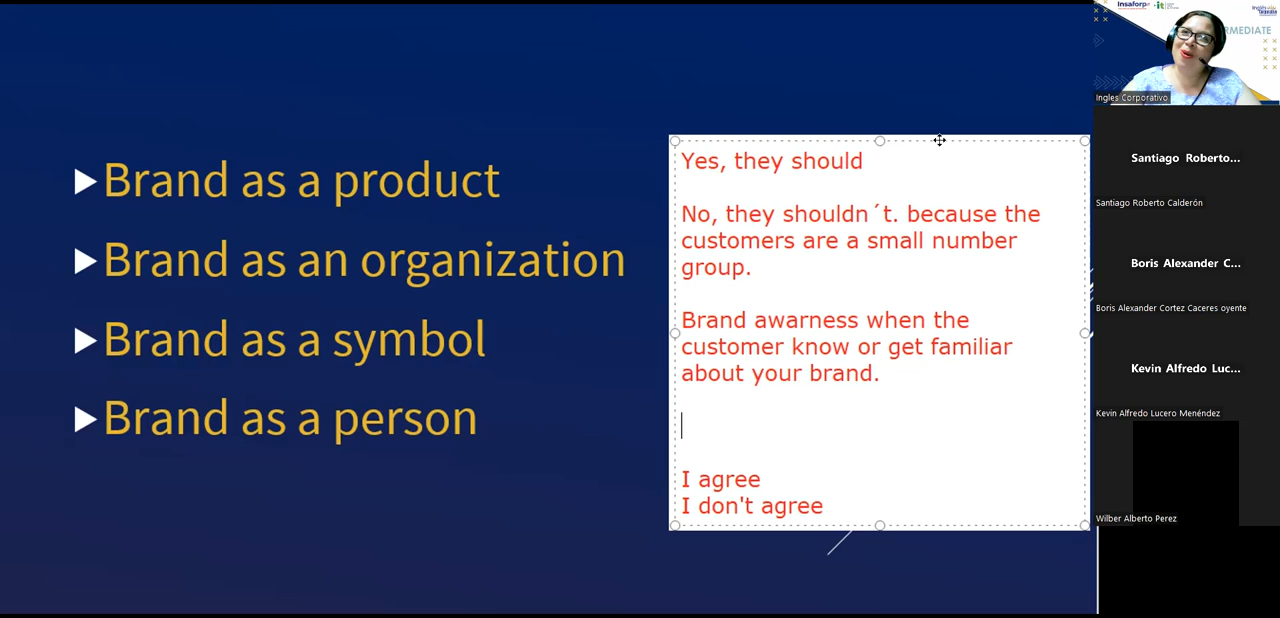 Brand as a product
Brand as an organization
Brand as a symbol
Brand as a person
Yes, they should
No, they shouldn´t. because the
customers are a small number
group.
Brand awarness when the
customer know or get familiar
about your brand.
I agree
I don't agree
Insaforp
RMEDIATE
Ingles Corporativo
Santiago Roberto...
Santiago Roberto Calderón
Boris Alexander C...
Boris Alexander Cortez Caceres oyente
Kevin Alfredo Luc...
Kevin Alfredo Lucero Menéndez
Wilber Alberto Perez